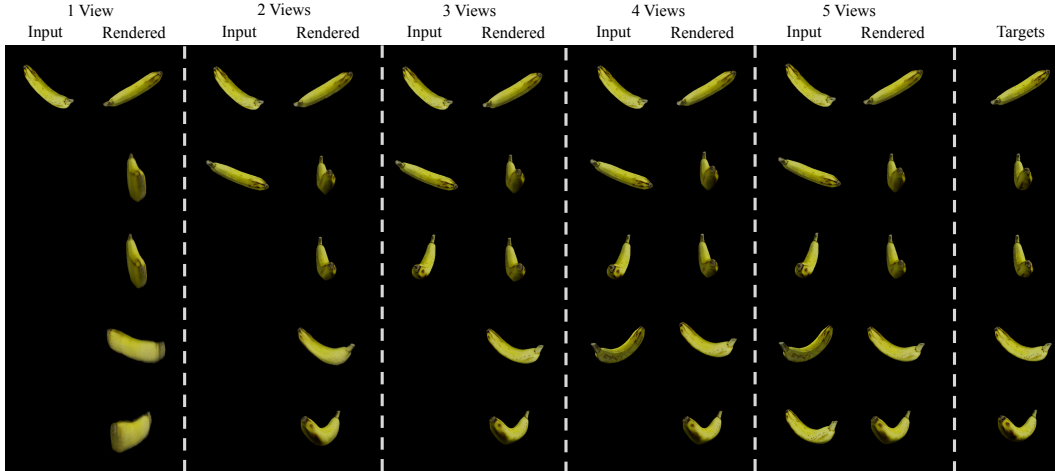 1 View 2 Views 3 Views 4 Views 5 Views
Input Rendered Input Rendered Input Rendered Input Rendered Input Rendered Targets